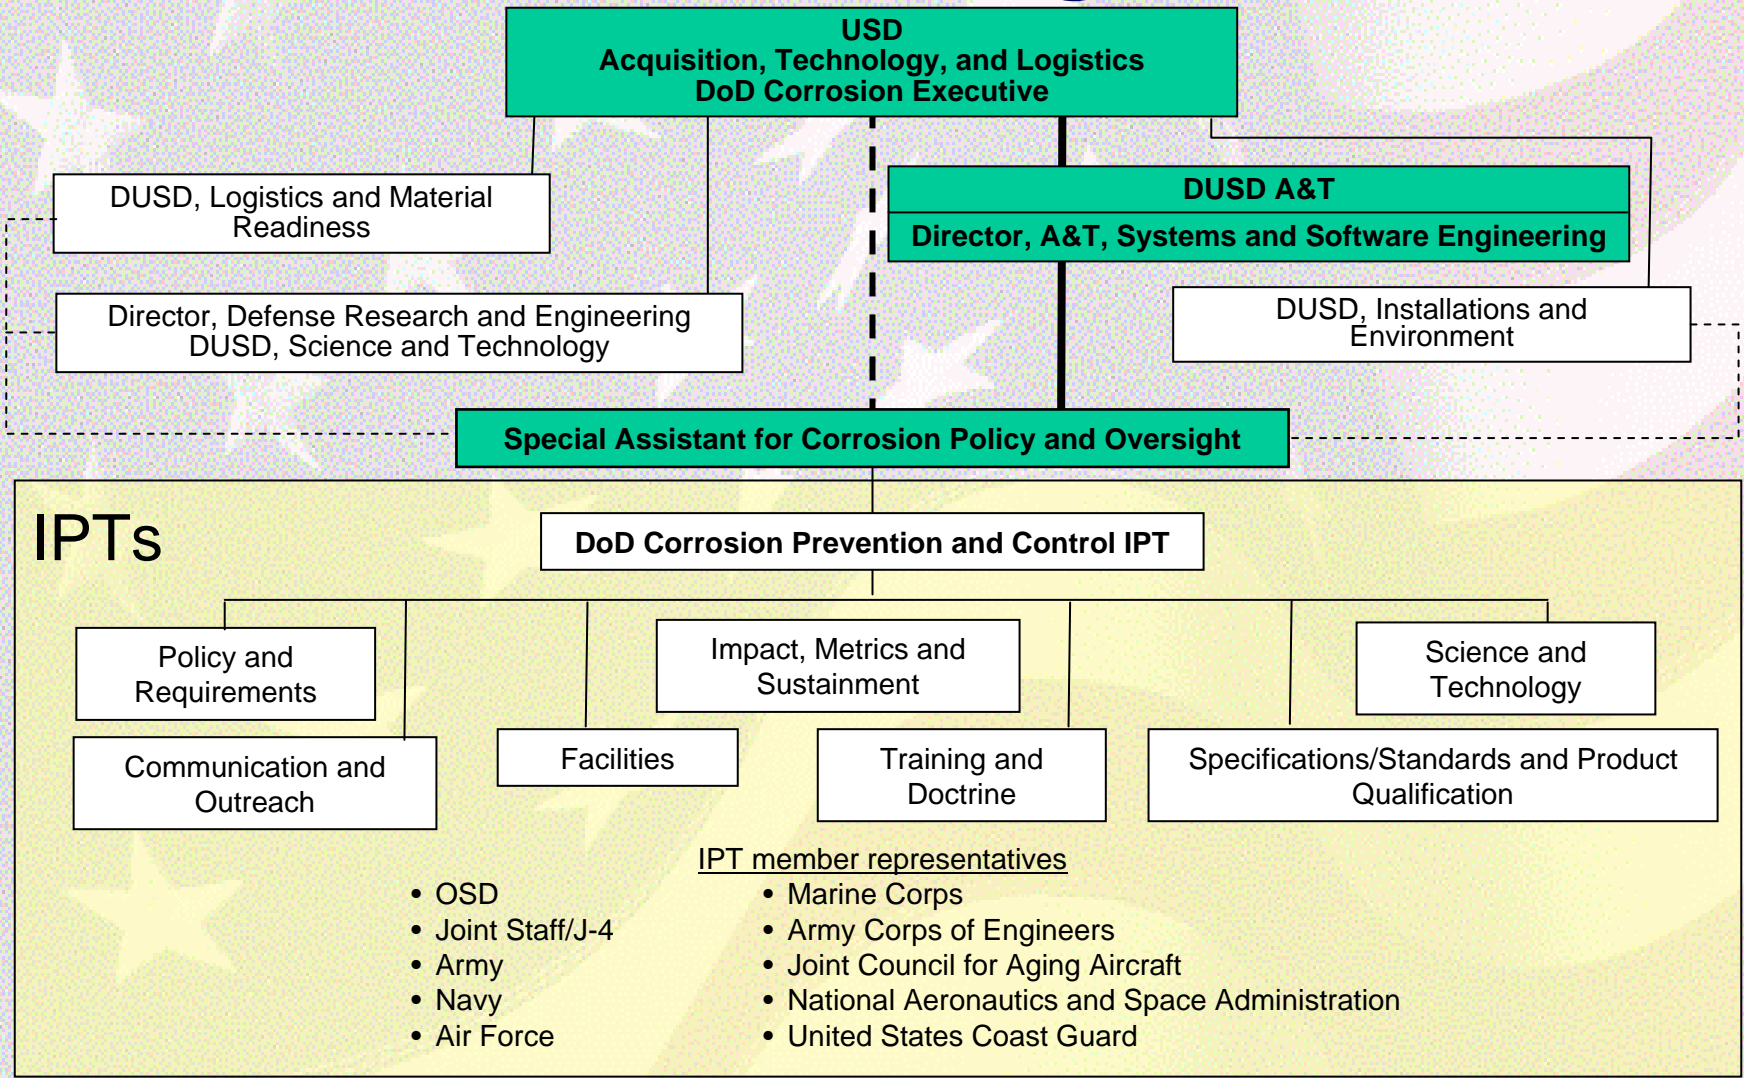 USD
Acquisition, Technology, and Logistics
DoD Corrosion Executive
DUSD, Logistics and Material
Readiness
DUSD A&T
Director, A&T, Systems and Software Engineering
Director, Defense Research and Engineering
DUSD, Science and Technology
DUSD, Installations and
Environment
Special Assistant for Corrosion Policy and Oversight
IPTs
DoD Corrosion Prevention and Control IPT
Policy and
Requirements
Impact, Metrics and
Sustainment
Science and
Technology
Communication and
Outreach
Facilities
Training and
Doctrine
Specifications/Standards and Product
Qualification
IPT member representatives
• OSD
• Joint Staff/J-4
• Army
• Navy
• Air Force
• Marine Corps
• Army Corps of Engineers
• Joint Council for Aging Aircraft
• National Aeronautics and Space Administration
• United States Coast Guard